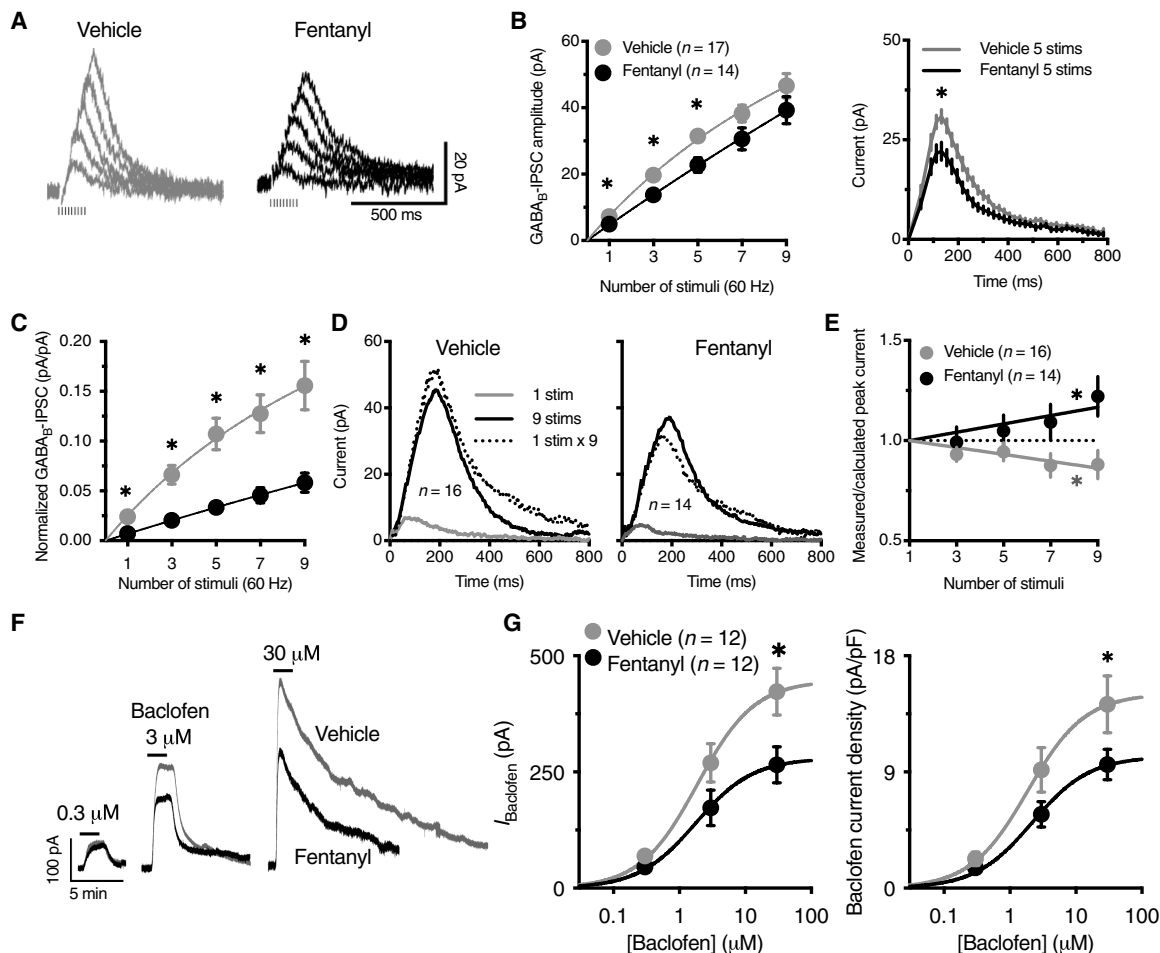 A
Vehicle
Fentanyl
20 pA
500 ms
B
Vehicle (n = 17)
Fentanyl (n = 14)
GABAB-IPSC amplitude (pA)
60
40
20
0
*
*
*
1 3 5 7 9
Number of stimuli (60 Hz)
Vehicle 5 stims
Fentanyl 5 stims
*
Current (pA)
50
25
0
0 200 400 600 800
Time (ms)
C
Normalized GABAB-IPSC (pA/pA)
0.20
0.15
0.10
0.05
0.00
*
*
*
*
*
1 3 5 7 9
Number of stimuli (60 Hz)
D
Vehicle
Fentanyl
Current (pA)
60
40
20
0
1 stim
9 stims
1 stim x 9
n = 16
n = 14
0 200 400 600 800
Time (ms)
0 200 400 600 800
Time (ms)
E
Measured/calculated peak current
1.5
1.0
0.5
Vehicle (n = 16)
Fentanyl (n = 14)
*
*
1 3 5 7 9
Number of stimuli
F
0.3 μM
Baclofen
3 μM
30 μM
Vehicle
Fentanyl
100 pA
5 min
G
Vehicle (n = 12)
Fentanyl (n = 12)
*
IBaclofen (pA)
500
250
0
0.1 1 10 100
[Baclofen] (μM)
Baclofen current density (pA/pF)
18
9
0
*
0.1 1 10 100
[Baclofen] (μM)